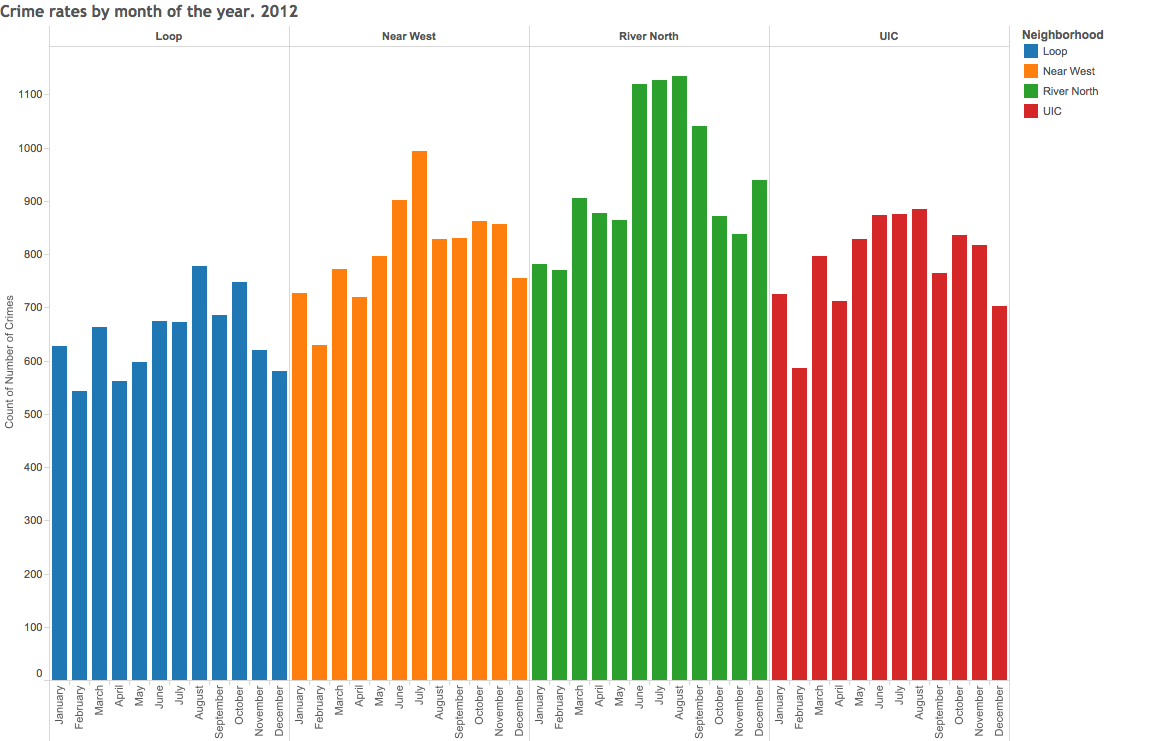 Crime rates by month of the year. 2012
Loop
Near West
River North
UIC
Neighborhood
Loop
Near West
River North
UIC
Count of Number of Crimes
1100
1000
900
800
700
600
500
400
300
200
100
0
January
February
March
April
May
June
July
August
September
October
November
December
January
February
March
April
May
June
July
August
September
October
November
December
January
February
March
April
May
June
July
August
September
October
November
December
January
February
March
April
May
June
July
August
September
October
November
December